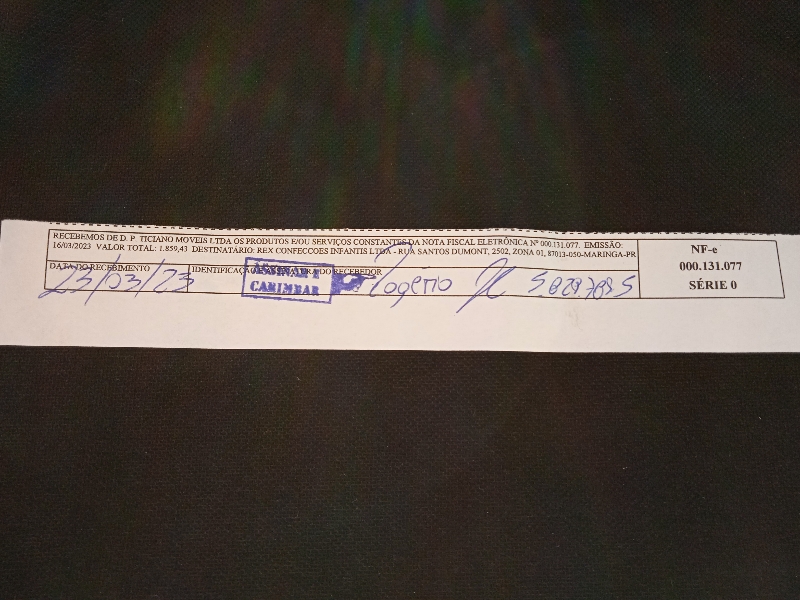 RECEBEMOS DE D. P TICIANO MOVEIS LTDA OS PRODUTOS E/OU SERVIÇOS CONSTANTES DA NOTA FISCAL ELETRÔNICA Nº 000.131.077. EMISSÃO:
16/03/2023 VALOR TOTAL: 1.859,43 DESTINATÁRIO: REX CONFECCOES INFANTIS LTDA - RUA SANTOS DUMONT, 2502, ZONA 01, 87013-050-MARINGA-PR
NF-e
000.131.077
SÉRIE 0
DATA DO RECEBIMENTO
IDENTIFICAÇÃO E ASSINATURA DO RECEBEDOR
23/03/23
ASSINAR E
CARIMBAR
Rogério